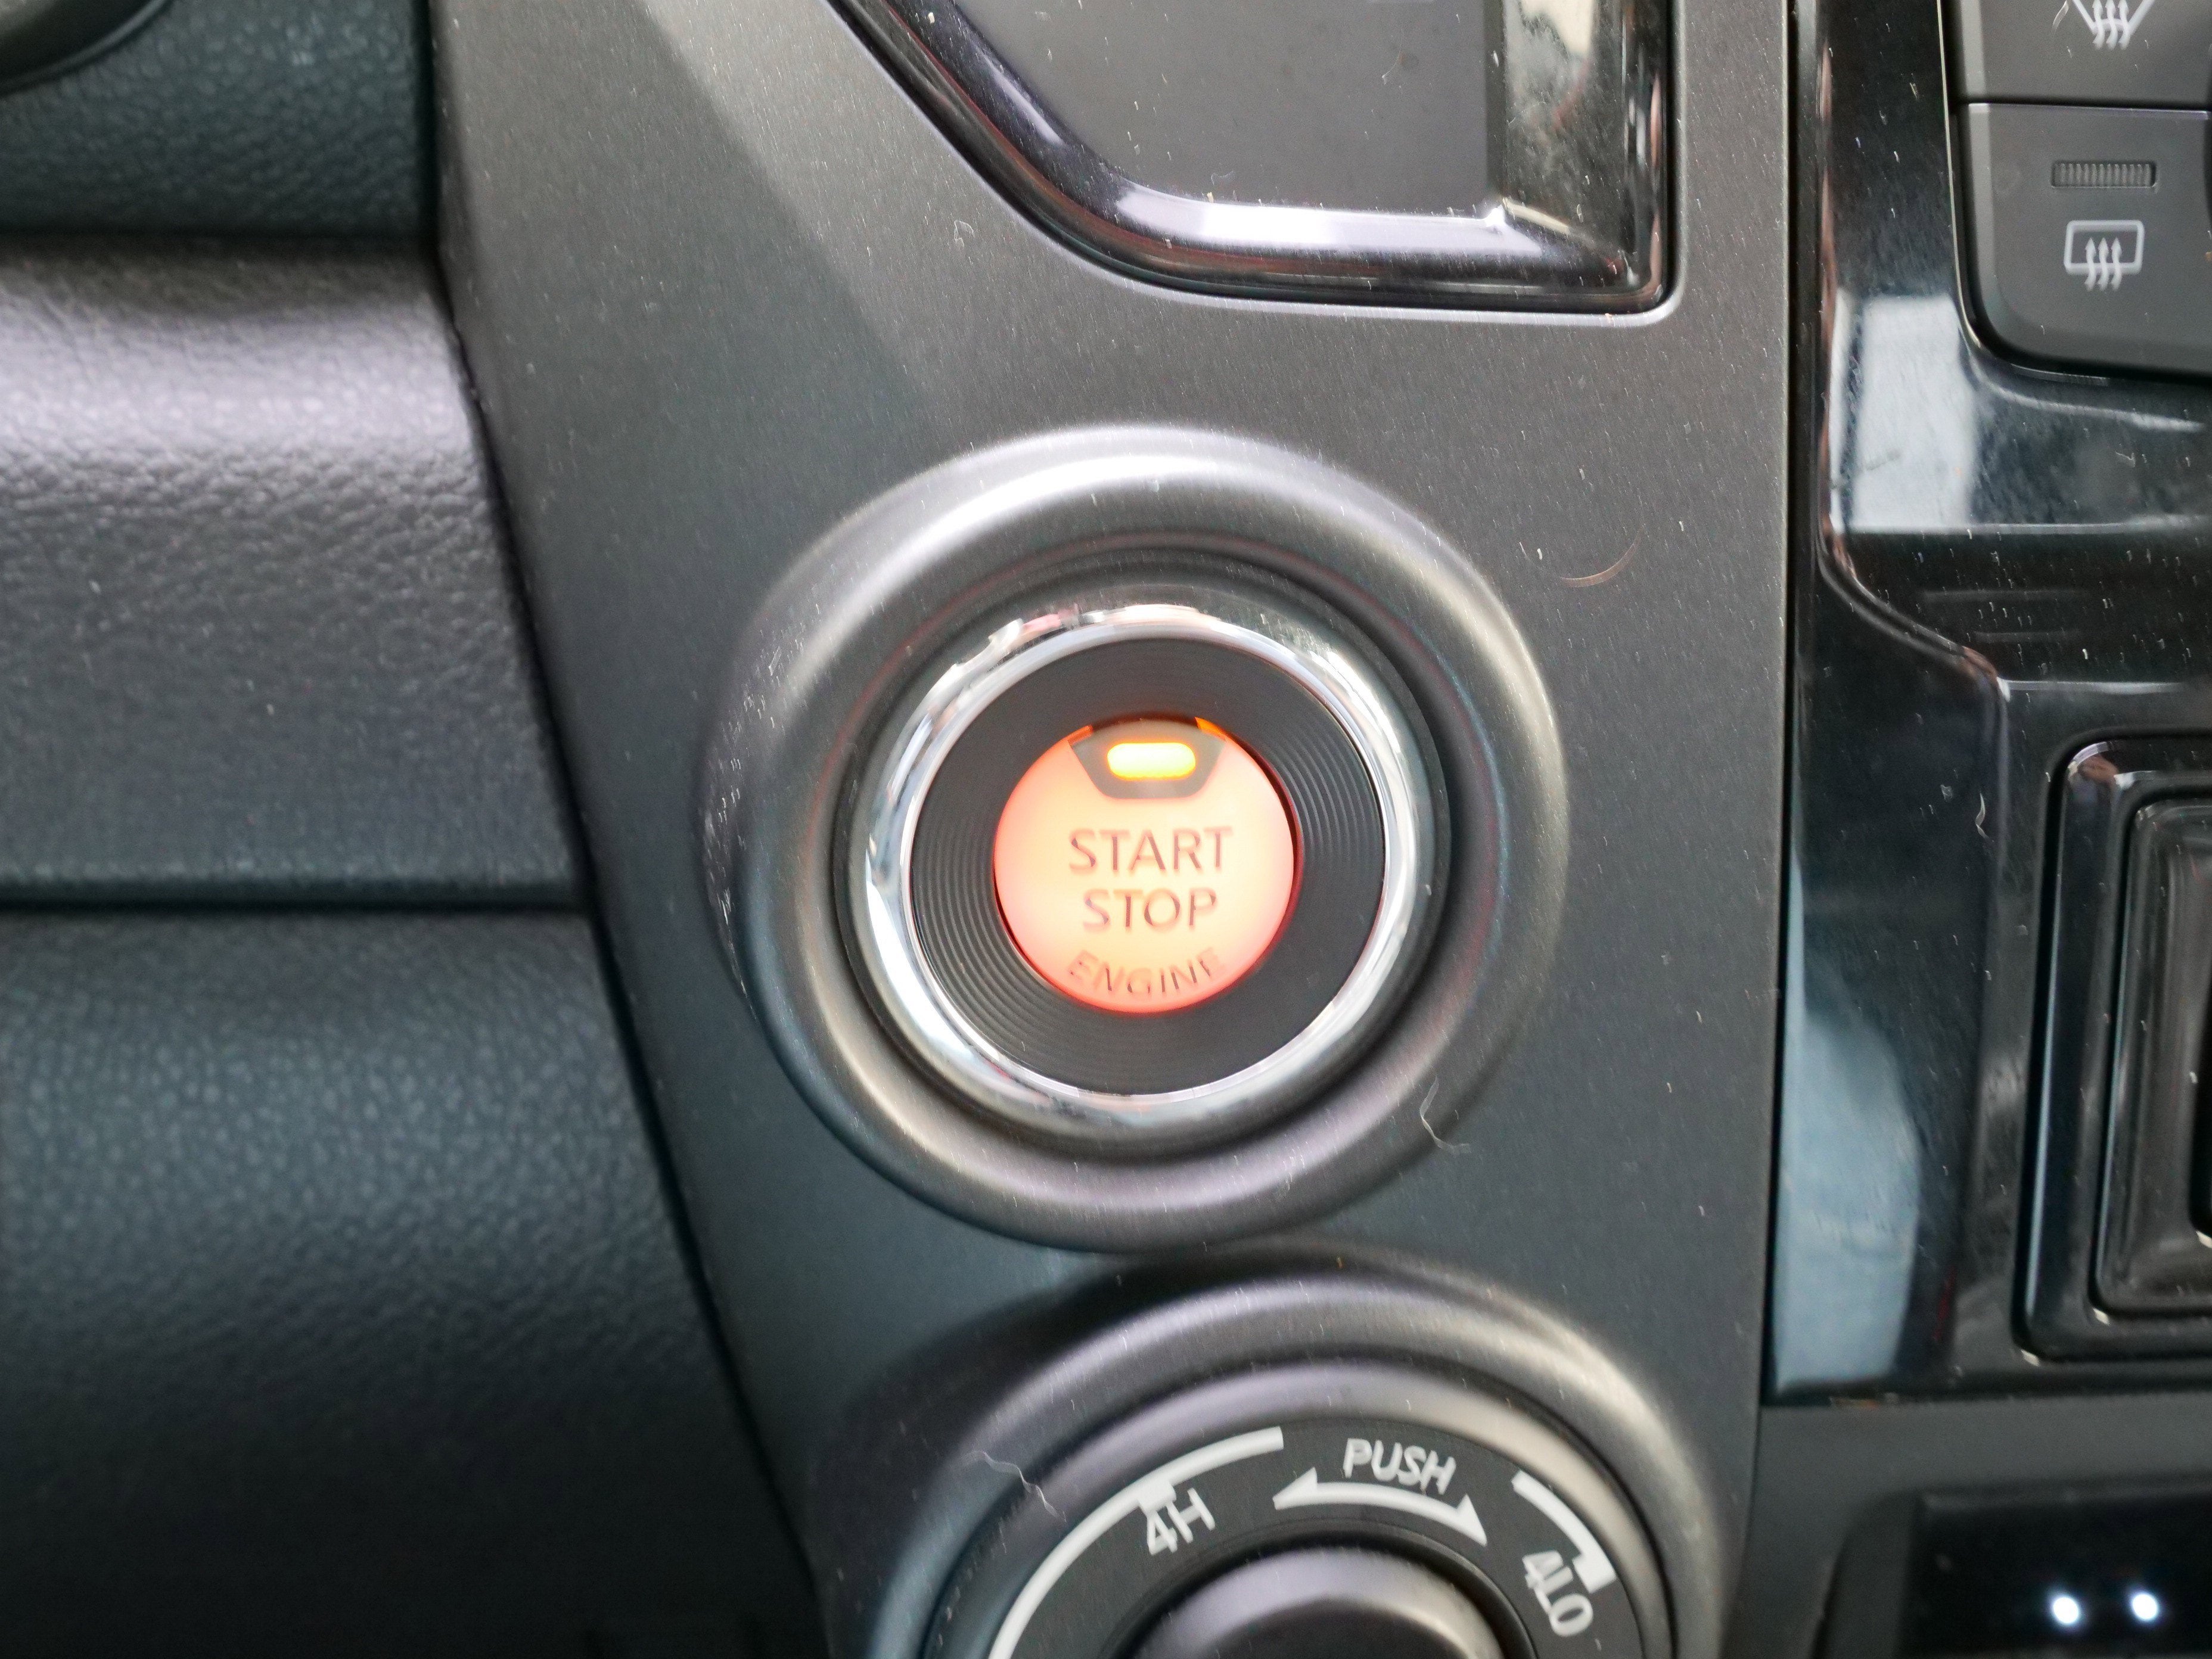 START
STOP
ENGINE
PUSH
4H
4LO